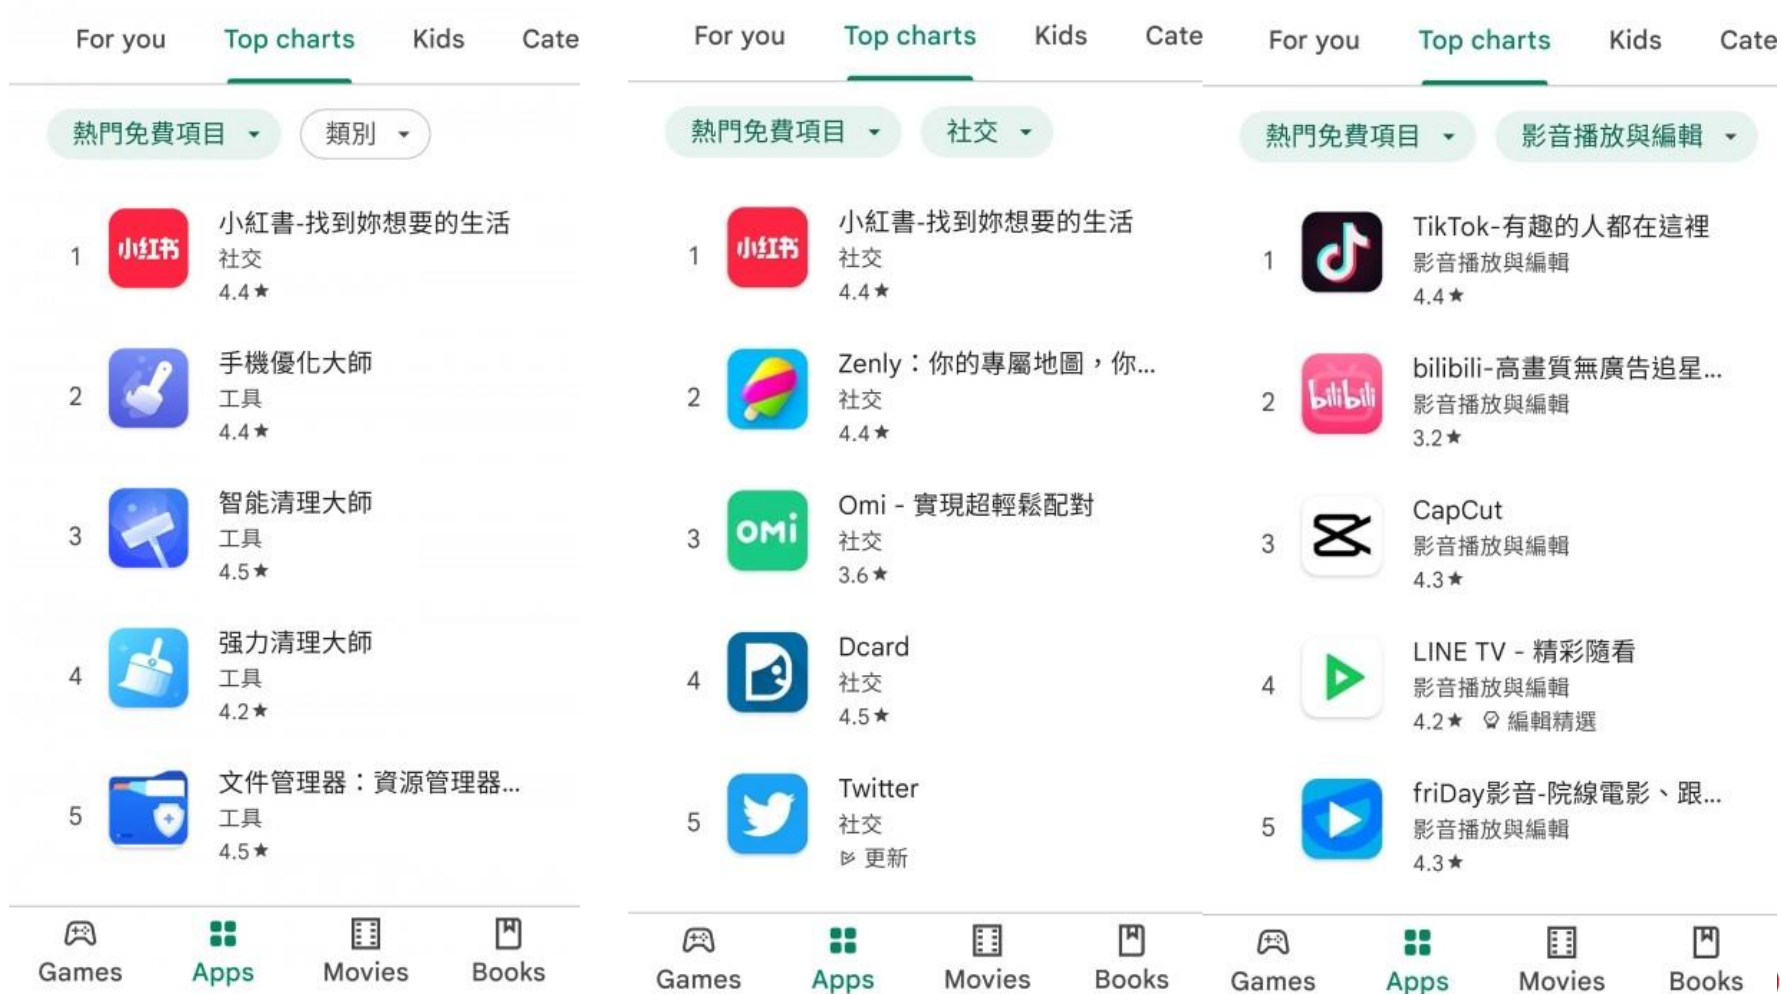 For you Top charts Kids Cate
熱門免費項目 類別
1
小红书
小紅書-找到妳想要的生活
社交
4.4★
2
手機優化大師
工具
4.4★
3
智能清理大師
工具
4.5★
4
强力清理大師
工具
4.2★
5
文件管理器：資源管理器...
工具
4.5★
Games Apps Movies Books
For you Top charts Kids Cate
熱門免費項目 社交
1
小红书
小紅書-找到妳想要的生活
社交
4.4★
2
Zenly：你的專屬地圖，你...
社交
4.4★
3
OMi
Omi - 實現超輕鬆配對
社交
3.6★
4
Dcard
社交
4.5★
5
Twitter
社交
更新
Games Apps Movies Books
For you Top charts Kids Cate
熱門免費項目 影音播放與編輯
1
TikTok-有趣的人都在這裡
影音播放與編輯
4.4★
2
bilibili
bilibili-高畫質無廣告追星...
影音播放與編輯
3.2★
3
CapCut
影音播放與編輯
4.3★
4
LINE TV - 精彩隨看
影音播放與編輯
4.2★ 編輯精選
5
friDay影音-院線電影、跟...
影音播放與編輯
4.3★
Games Apps Movies Books